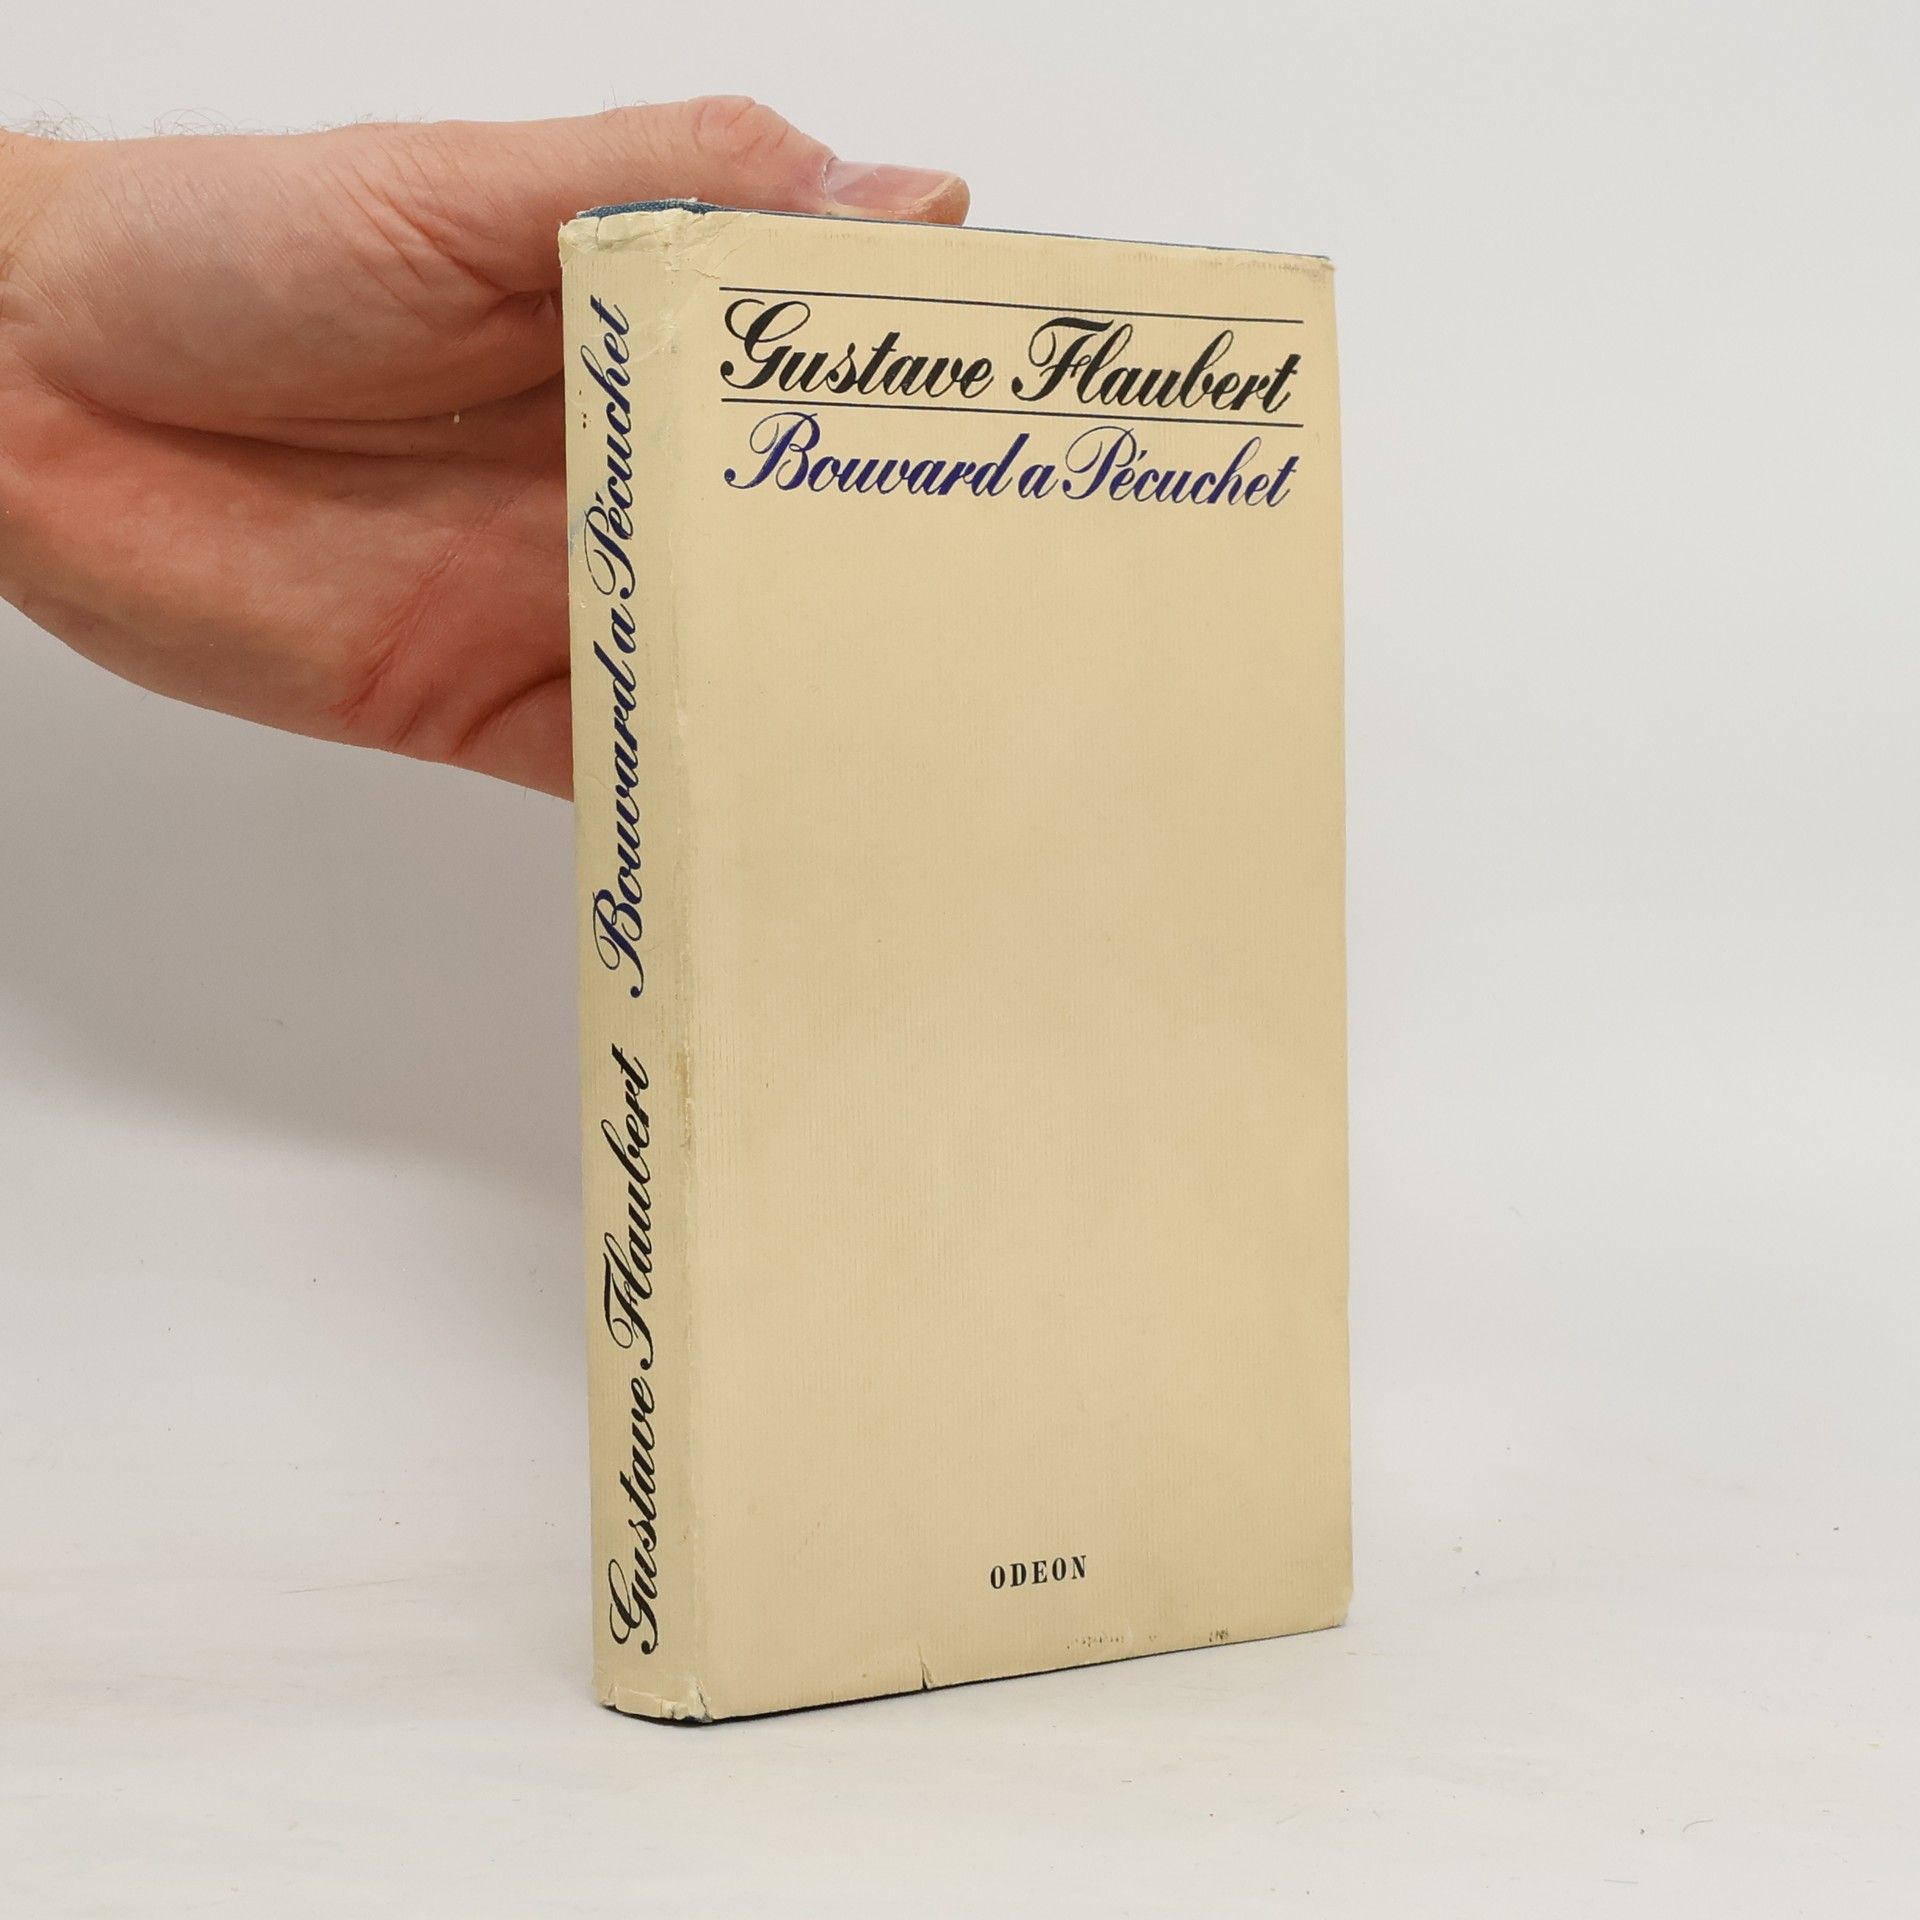 Gustave Flaubert
Bouvard a Pécuchet
ODEON
Gustave Flaubert Bouvard a Pécuchet